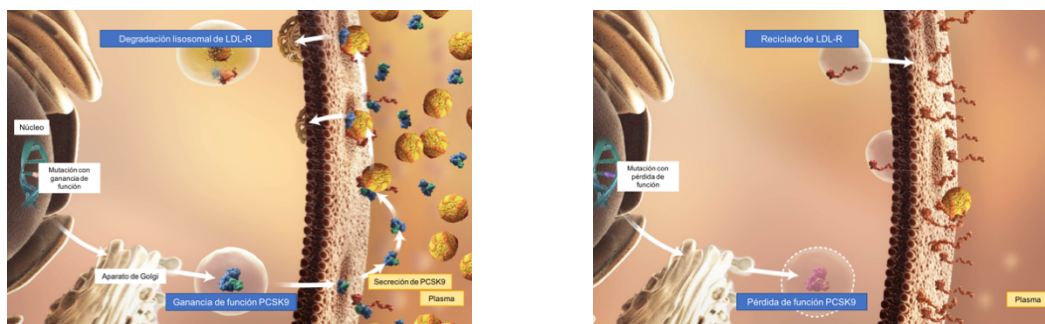 Degradación lisosomal de LDL-R
Núcleo
Mutación con
ganancia de
función
Aparato de Golgi
Ganancia de función PCSK9
Secreción de PCSK9
Plasma
Reciclado de LDL-R
Mutación con
pérdida de
función
Pérdida de función PCSK9
Plasma